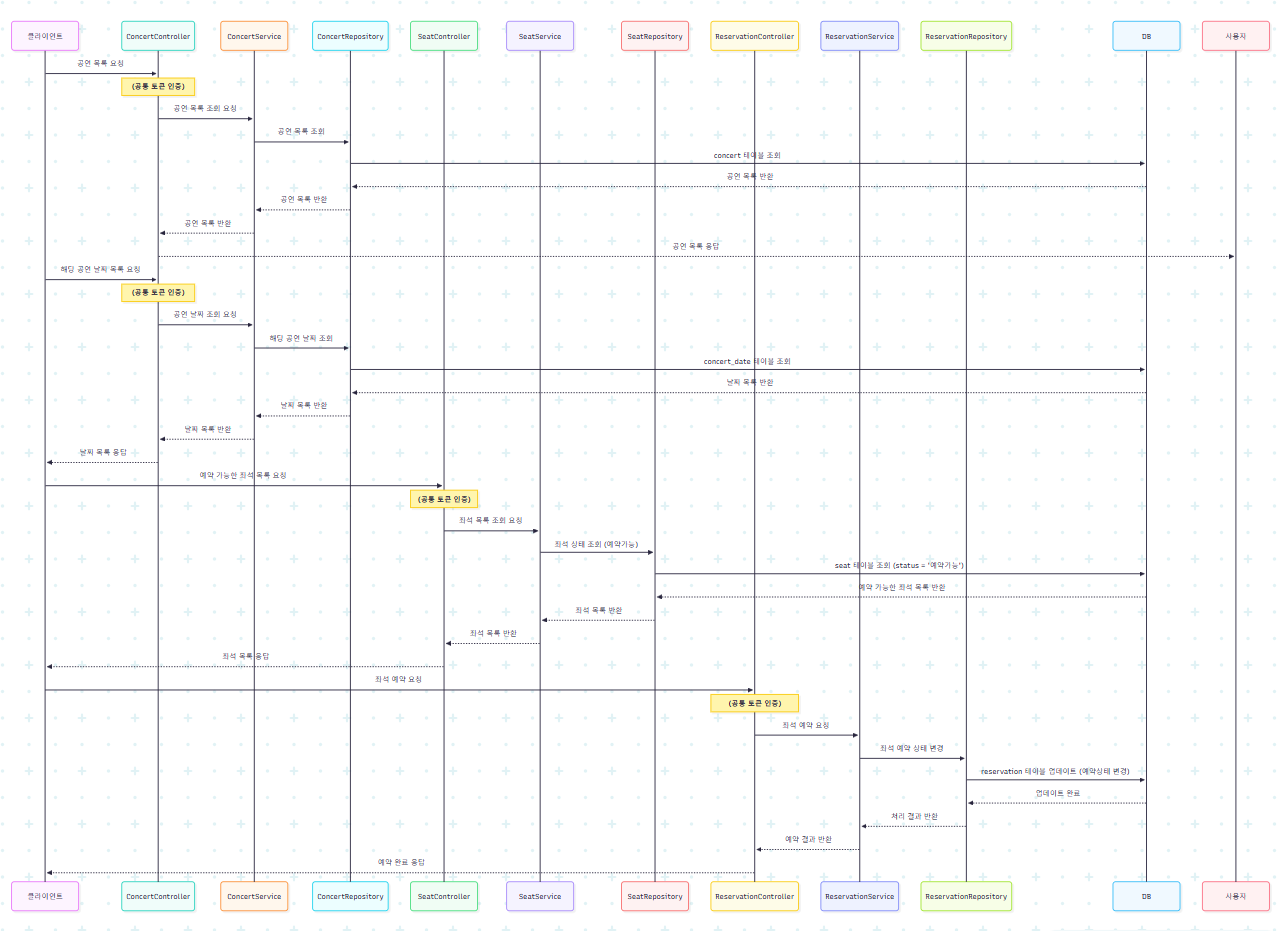 클라이언트
ConcertController
ConcertService
ConcertRepository
SeatController
SeatService
SeatRepository
ReservationController
ReservationService
ReservationRepository
DB
사용자
공연 목록 요청
(공통 토큰 인증)
공연 목록 조회 요청
공연 목록 조회
concert 테이블 조회
공연 목록 반환
공연 목록 반환
공연 목록 반환
공연 목록 응답
해당 공연 날짜 목록 요청
(공통 토큰 인증)
공연 날짜 조회 요청
해당 공연 날짜 조회
concert_date 테이블 조회
날짜 목록 반환
날짜 목록 반환
날짜 목록 반환
날짜 목록 응답
예약 가능한 좌석 목록 요청
(공통 토큰 인증)
좌석 목록 조회 요청
좌석 상태 조회 (예약가능)
seat 테이블 조회 (status = '예약가능')
예약 가능한 좌석 목록 반환
좌석 목록 반환
좌석 목록 반환
좌석 목록 응답
좌석 예약 요청
(공통 토큰 인증)
좌석 예약 요청
좌석 예약 상태 변경
reservation 테이블 업데이트 (예약상태 변경)
업데이트 완료
처리 결과 반환
예약 결과 반환
예약 완료 응답
클라이언트
ConcertController
ConcertService
ConcertRepository
SeatController
SeatService
SeatRepository
ReservationController
ReservationService
ReservationRepository
DB
사용자